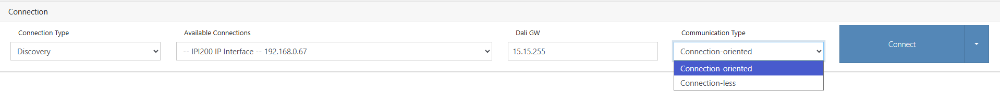 Connection
Connection Type
Available Connections
Dali GW
Communication Type
Discovery
-- IPI200 IP Interface -- 192.168.0.67
15.15.255
Connection-oriented
Connect
Connection-oriented
Connection-less